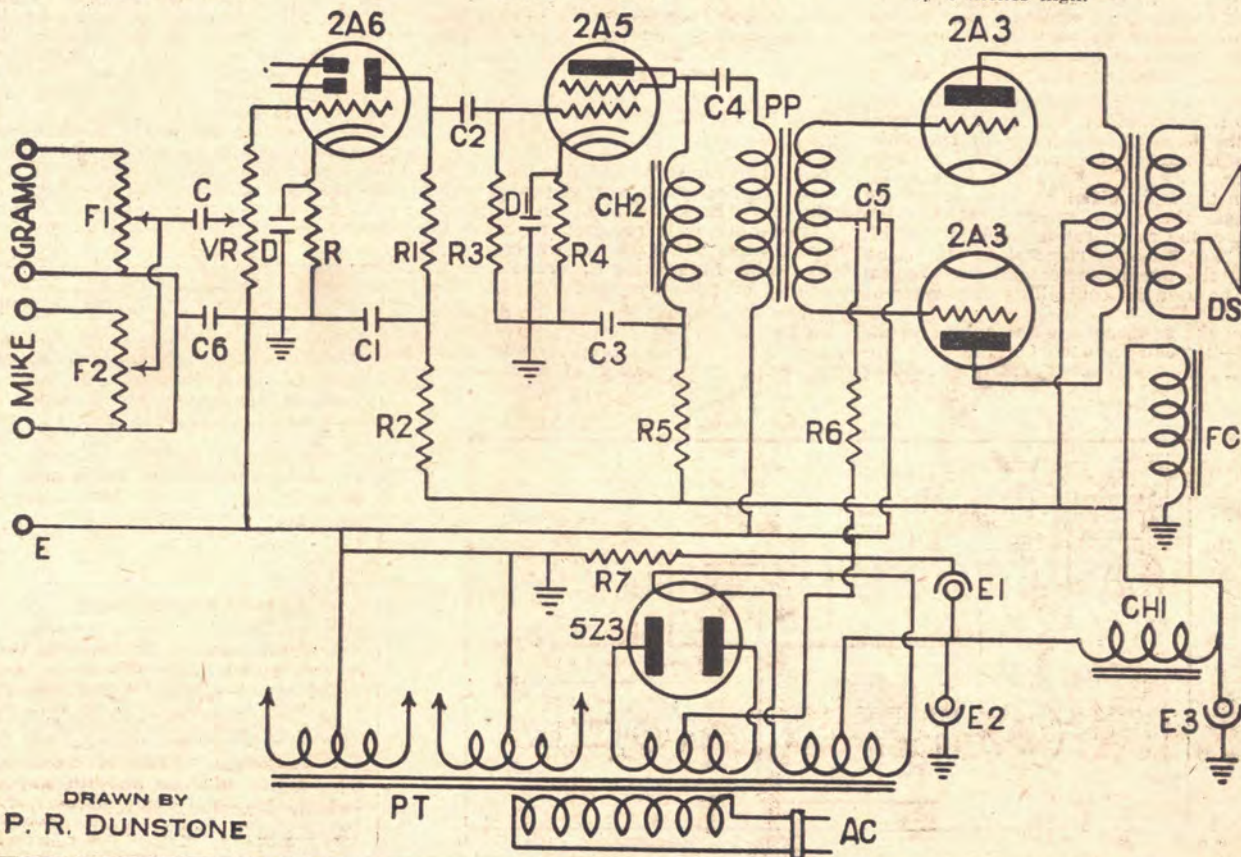 2A6
2A5
2A3
C2
C4
PP
GRAMO
F1
C
VR
D
R
R1
R3
D1
R4
CH2
C5
2A3
MIKE
F2
C6
C1
C3
DS
R2
R5
R6
FC
E
R7
E1
5Z3
CH1
E2
E3
DRAWN BY
P. R. DUNSTONE
PT
AC